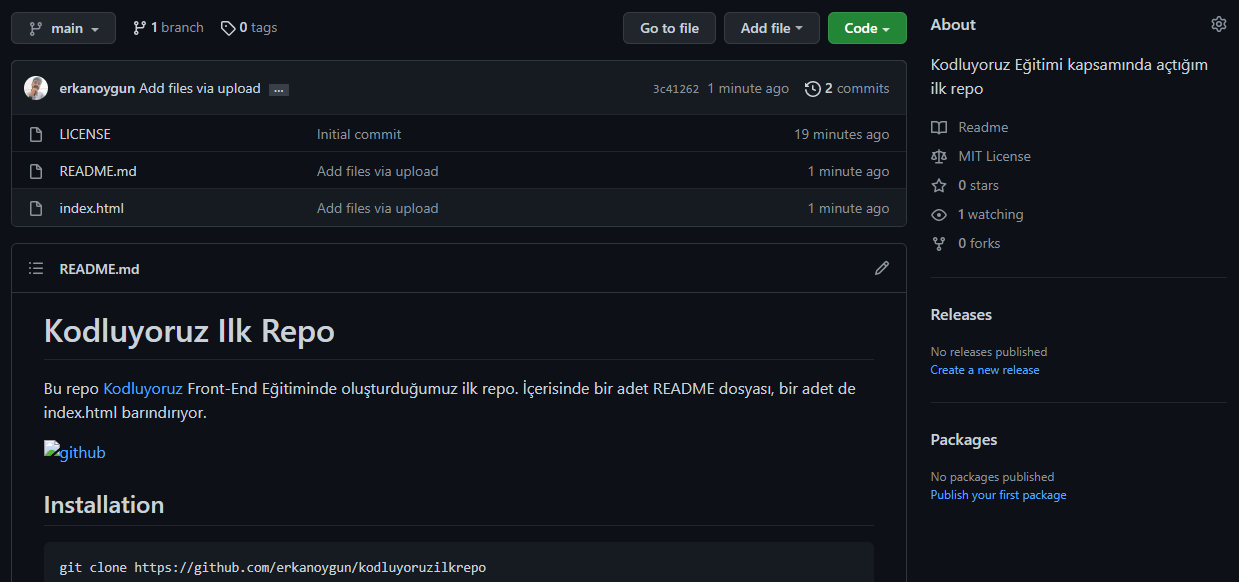 main 1 branch 0 tags Go to file Add file Code
erkanoygun Add files via upload ... 3c41262 1 minute ago 2 commits
LICENSE Initial commit 19 minutes ago
README.md Add files via upload 1 minute ago
index.html Add files via upload 1 minute ago
README.md
Kodluyoruz Ilk Repo
Bu repo Kodluyoruz Front-End Eğitiminde oluşturduğumuz ilk repo. İçerisinde bir adet README dosyası, bir adet de
index.html barındırıyor.
github
Installation
git clone https://github.com/erkanoygun/kodluyoruzilkrepo
About
Kodluyoruz Eğitimi kapsamında açtığım
ilk repo
Readme
MIT License
0 stars
1 watching
0 forks
Releases
No releases published
Create a new release
Packages
No packages published
Publish your first package